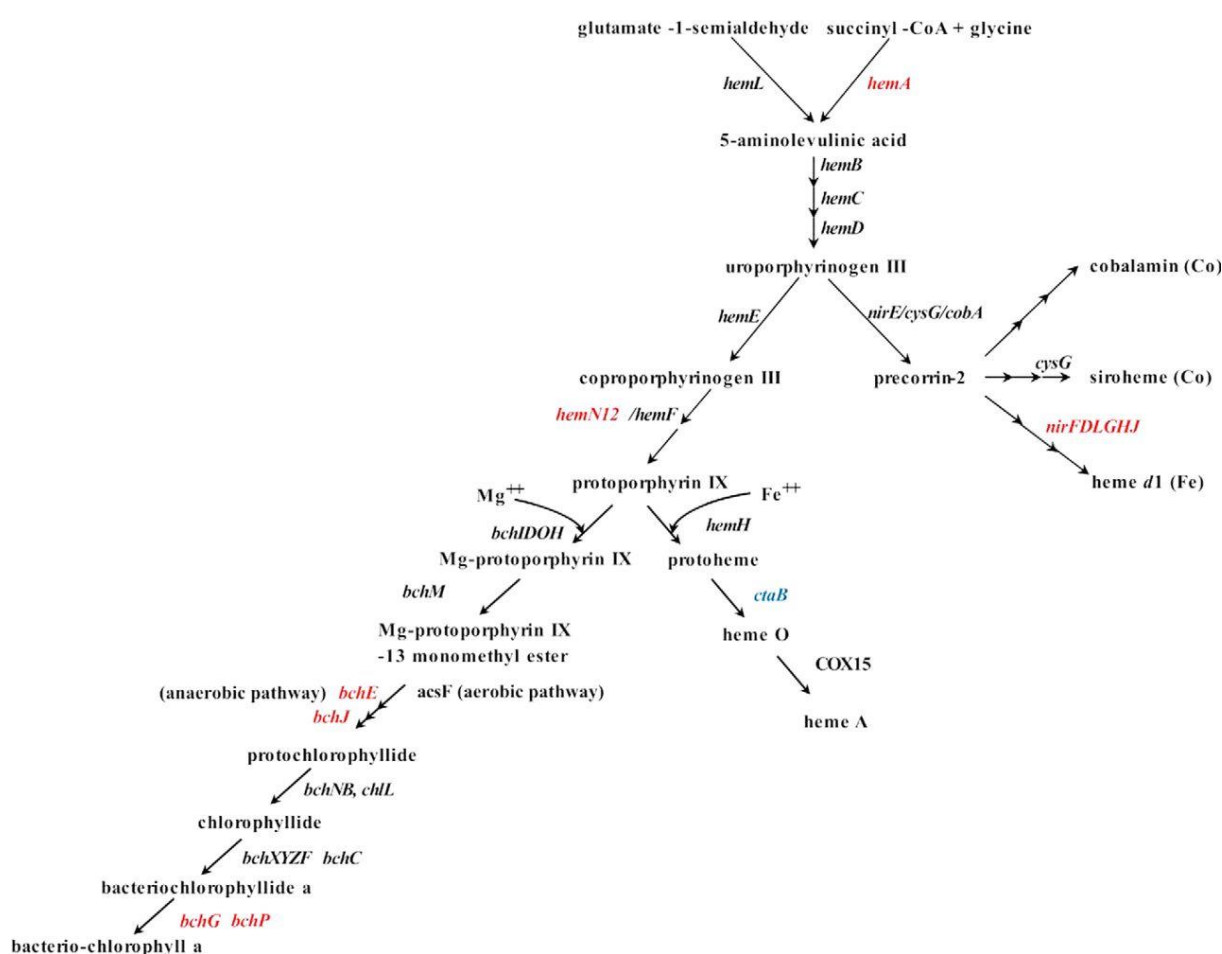 glutamate -1-semialdehyde succinyl -CoA + glycine
hemL hemA
5-aminolevulinic acid
hemB
hemC
hemD
uroporphyrinogen III
cobalamin (Co)
hemE
nirE/cysG/cobA
cysG
coproporphyrinogen III
precorrin-2
siroheme (Co)
hemN12 /hemF
nirFDLGHJ
heme d1 (Fe)
protoporphyrin IX
Mg++
Fe++
bchIDOH
hemH
Mg-protoporphyrin IX
protoheme
bchM
ctaB
Mg-protoporphyrin IX
-13 monomethyl ester
heme O
COX15
(anaerobic pathway) bchE acsF (aerobic pathway)
bchJ
heme A
protochlorophyllide
bchNB, chlL
chlorophyllide
bchXYZF bchC
bacteriochlorophyllide a
bchG bchP
bacterio-chlorophyll a